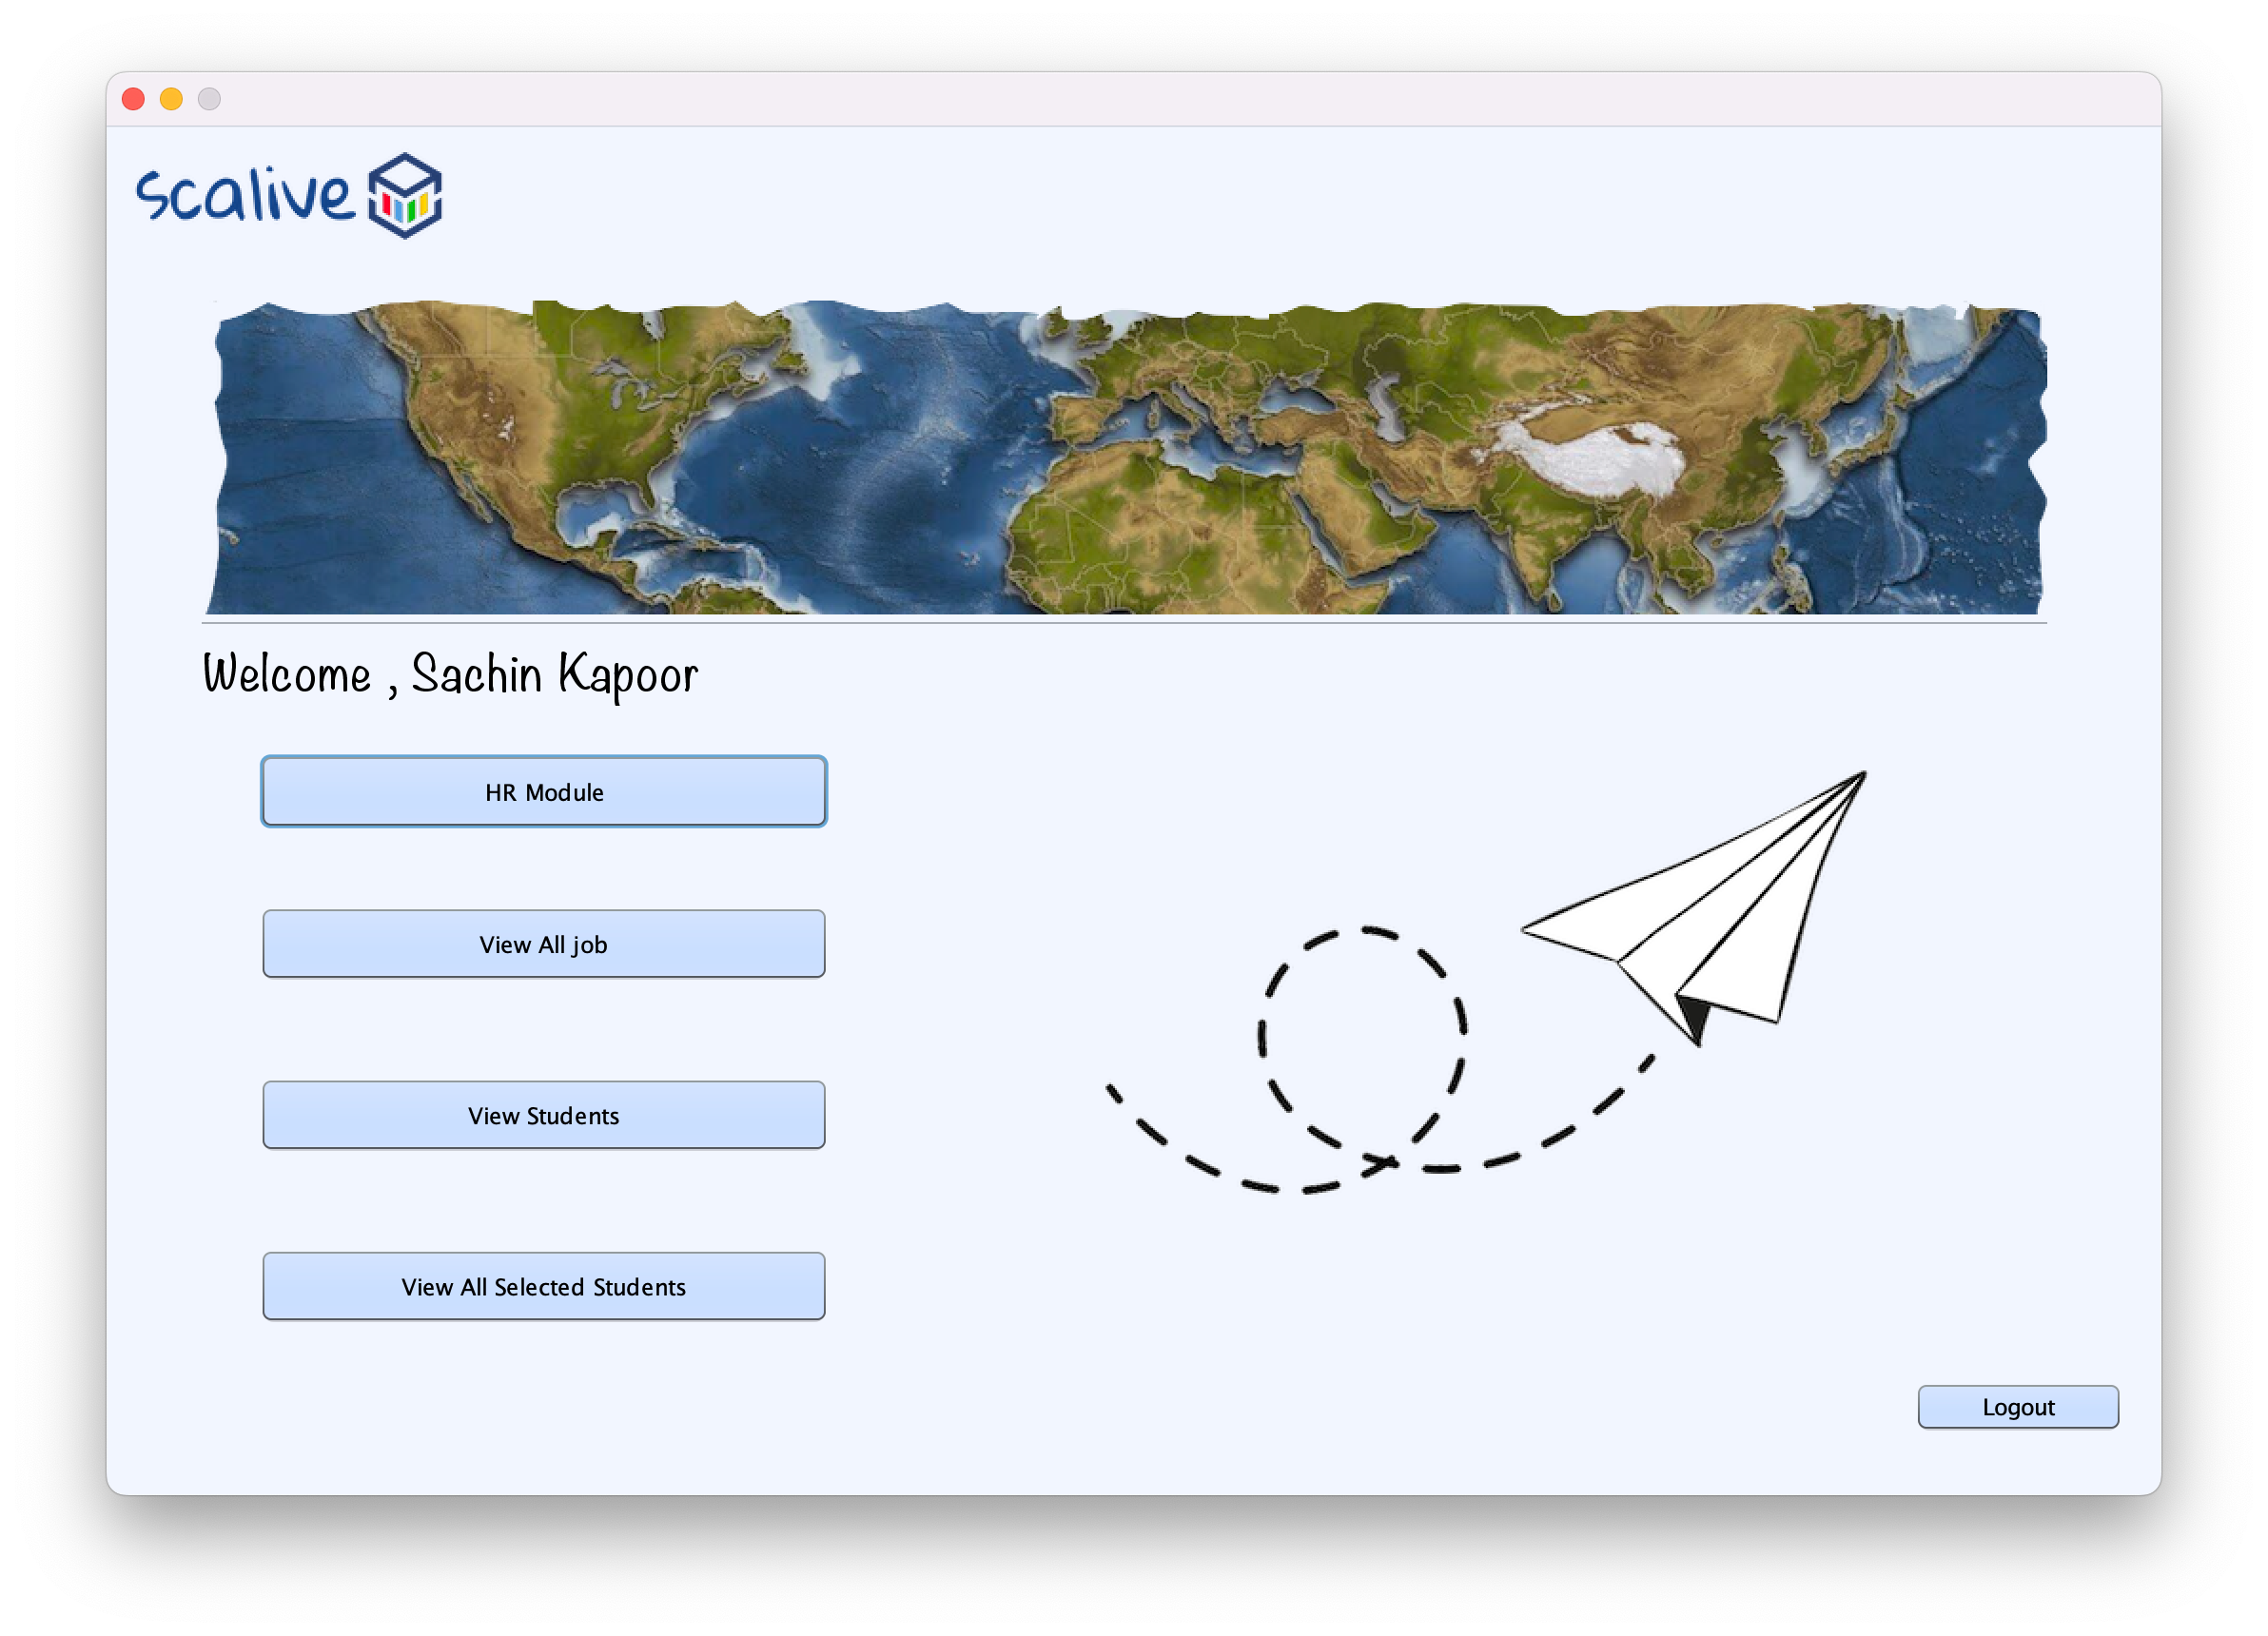 scalive
Welcome , Sachin Kapoor
HR Module
View All job
View Students
View All Selected Students
Logout